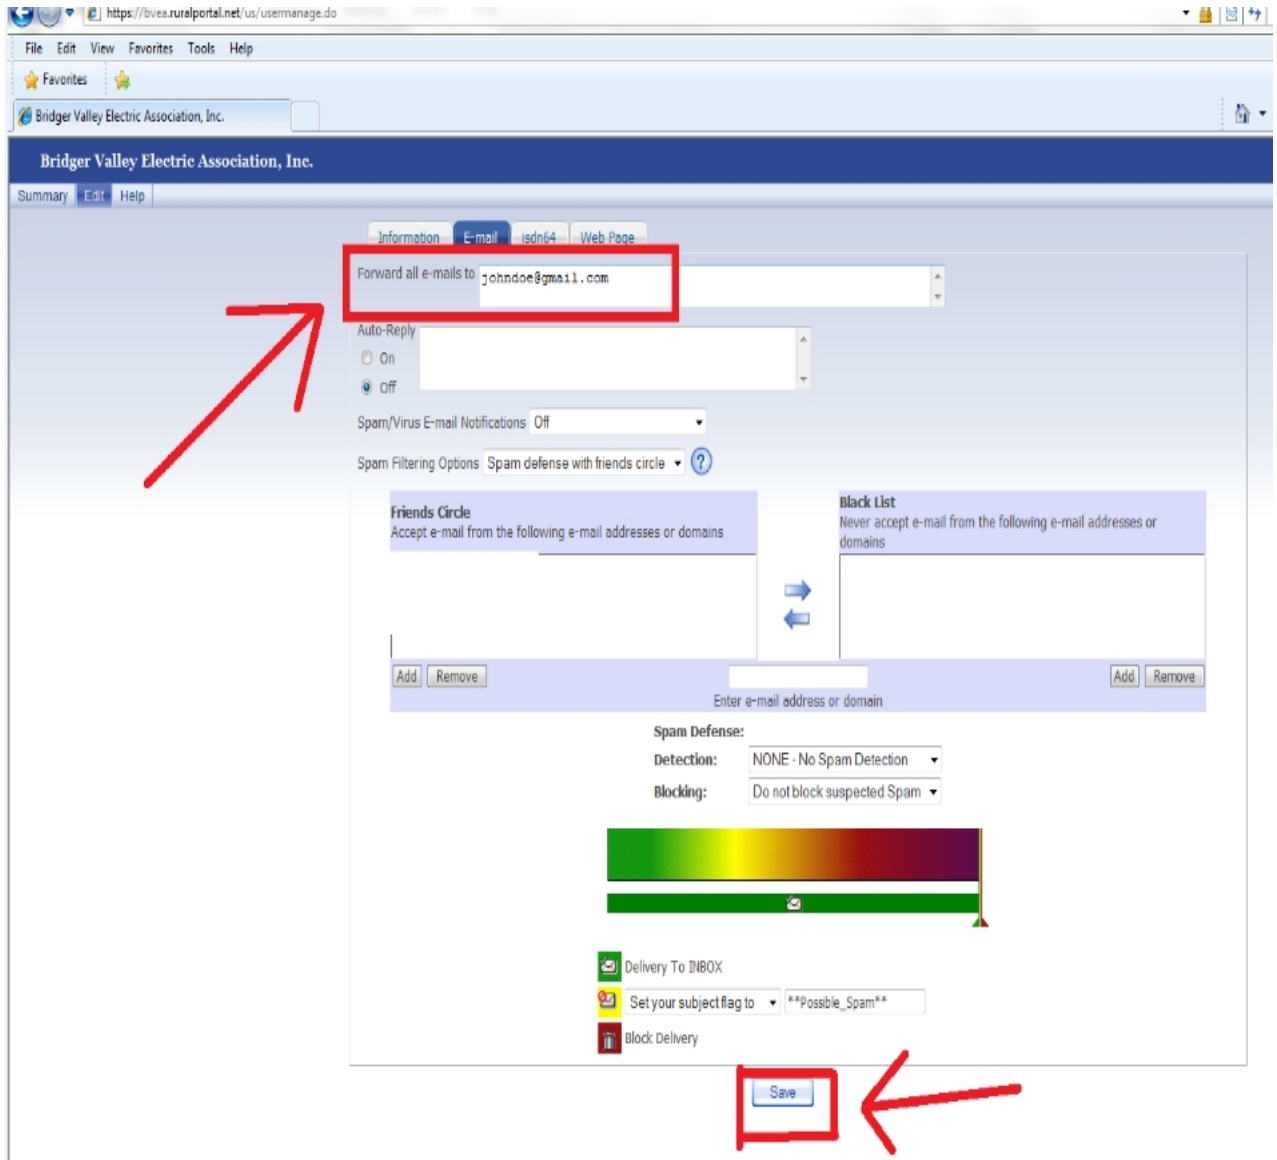 https://bvea.ruralportal.net/us/usermanage.do
File Edit View Favorites Tools Help
Favorites
Bridger Valley Electric Association, Inc.
Bridger Valley Electric Association, Inc.
Summary Edit Help
Information E-mail isdn64 Web Page
Forward all e-mails to johndoe@gmail.com
Auto-Reply
On
Off
Spam/Virus E-mail Notifications Off
Spam Filtering Options Spam defense with friends circle ?
Friends Circle
Accept e-mail from the following e-mail addresses or domains
Black List
Never accept e-mail from the following e-mail addresses or
domains
Add Remove
Add Remove
Enter e-mail address or domain
Spam Defense:
Detection: NONE - No Spam Detection
Blocking: Do not block suspected Spam
Delivery To INBOX
Set your subject flag to **Possible_Spam**
Block Delivery
Save